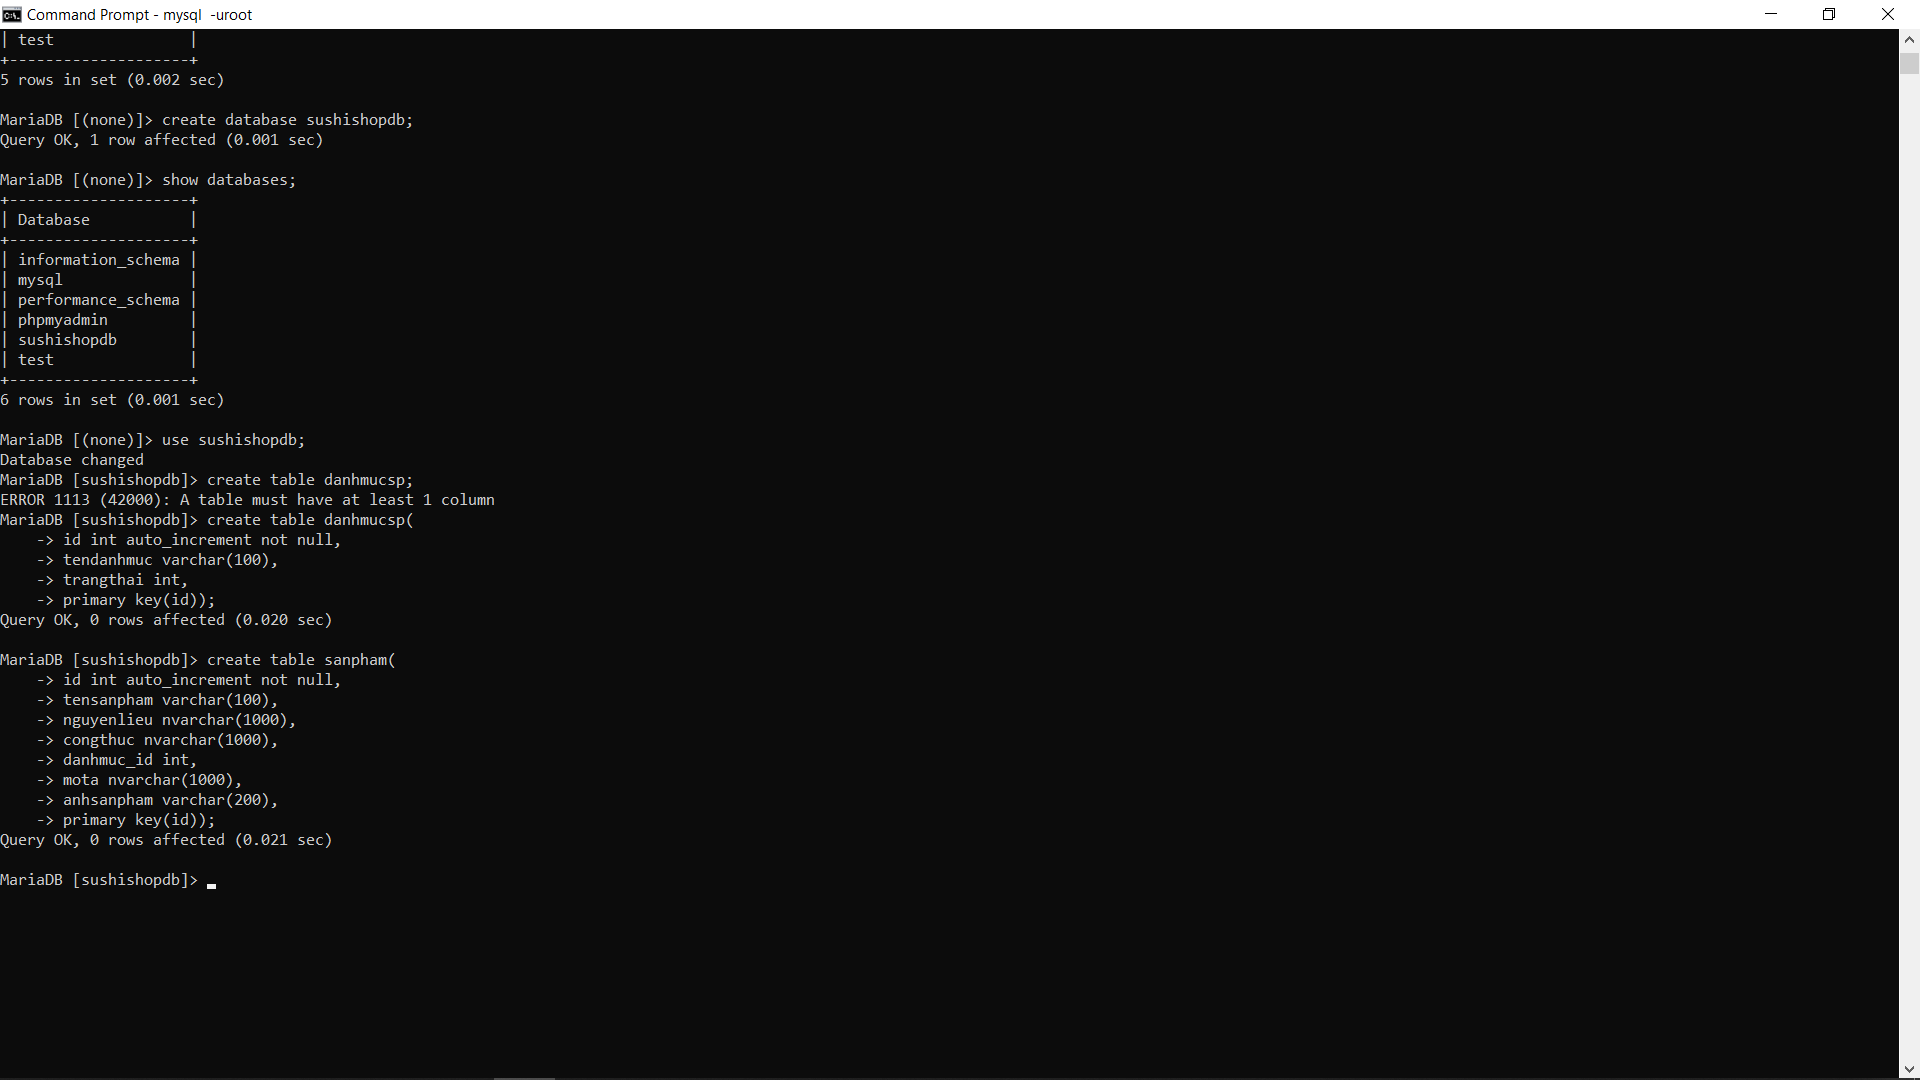 Command Prompt - mysql  -uroot
| test               |
+--------------------+
5 rows in set (0.002 sec)

MariaDB [(none)]> create database sushishopdb;
Query OK, 1 row affected (0.001 sec)

MariaDB [(none)]> show databases;
+--------------------+
| Database           |
+--------------------+
| information_schema |
| mysql              |
| performance_schema |
| phpmyadmin         |
| sushishopdb        |
| test               |
+--------------------+
6 rows in set (0.001 sec)

MariaDB [(none)]> use sushishopdb;
Database changed
MariaDB [sushishopdb]> create table danhmucsp;
ERROR 1113 (42000): A table must have at least 1 column
MariaDB [sushishopdb]> create table danhmucsp(
    -> id int auto_increment not null,
    -> tendanhmuc varchar(100),
    -> trangthai int,
    -> primary key(id));
Query OK, 0 rows affected (0.020 sec)

MariaDB [sushishopdb]> create table sanpham(
    -> id int auto_increment not null,
    -> tensanpham varchar(100),
    -> nguyenlieu nvarchar(1000),
    -> congthuc nvarchar(1000),
    -> danhmuc_id int,
    -> mota nvarchar(1000),
    -> anhsanpham varchar(200),
    -> primary key(id));
Query OK, 0 rows affected (0.021 sec)

MariaDB [sushishopdb]>